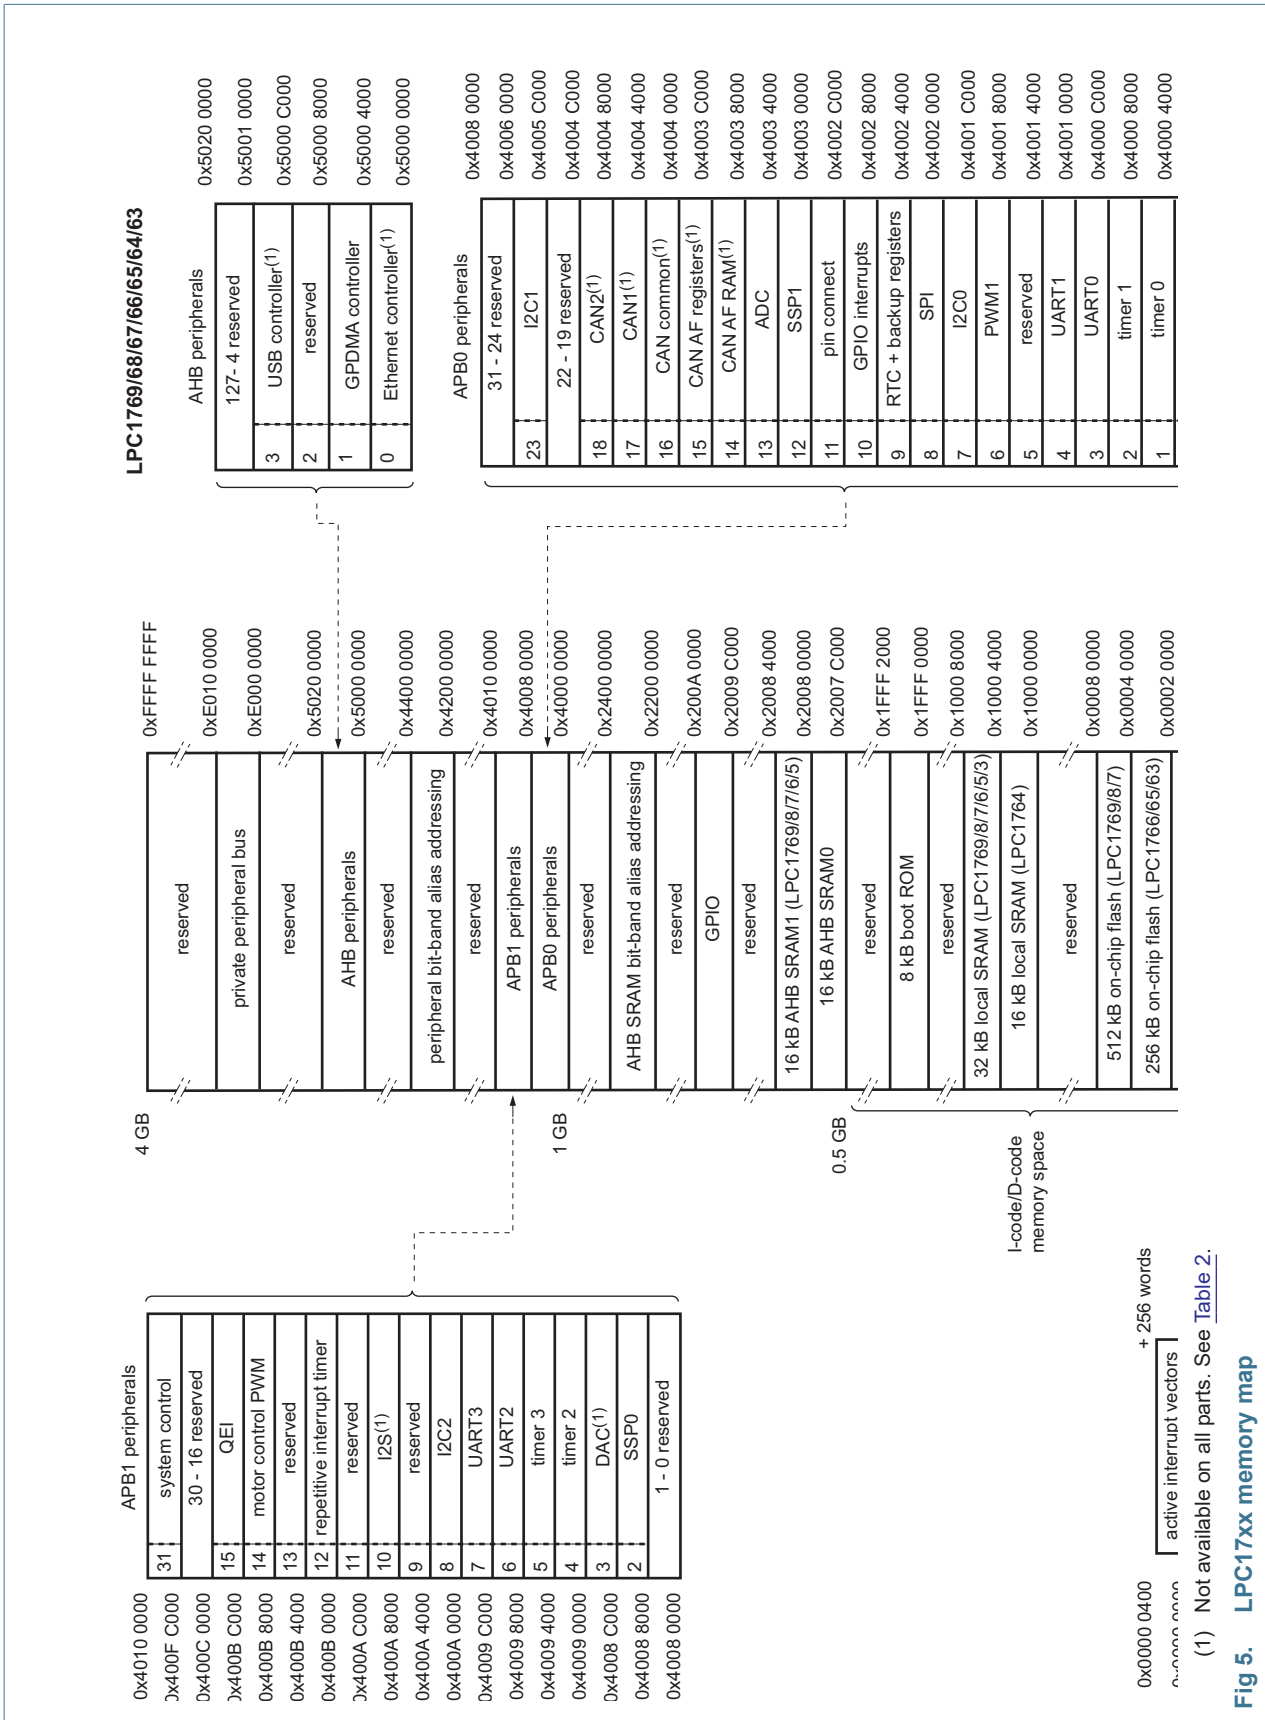 LPC1769/68/67/66/65/64/63
APB1 peripherals
0x4010 0000
31 system control
0x400F C000
30 - 16 reserved
0x400C 0000
15 QEI
0x400B C000
14 motor control PWM
0x400B 8000
13 reserved
0x400B 4000
12 repetitive interrupt timer
0x400B 0000
11 reserved
0x400A C000
10 I2S(1)
0x400A 8000
9 reserved
0x400A 4000
8 I2C2
0x400A 0000
7 UART3
0x4009 C000
6 UART2
0x4009 8000
5 timer 3
0x4009 4000
4 timer 2
0x4009 0000
3 DAC(1)
0x4008 C000
2 SSP0
0x4008 8000
1 - 0 reserved
0x4008 0000
4 GB
0xFFFF FFFF
reserved
0xE010 0000
private peripheral bus
0xE000 0000
reserved
0x5020 0000
AHB peripherals
0x5000 0000
reserved
0x4400 0000
peripheral bit-band alias addressing
0x4200 0000
reserved
0x4010 0000
APB1 peripherals
0x4008 0000
APB0 peripherals
1 GB
0x4000 0000
reserved
0x2400 0000
AHB SRAM bit-band alias addressing
0x2200 0000
reserved
0x200A 0000
GPIO
0x2009 C000
reserved
0x2008 4000
16 kB AHB SRAM1 (LPC1769/8/7/6/5)
0x2008 0000
16 kB AHB SRAM0
0x2007 C000
0.5 GB
reserved
0x1FFF 2000
8 kB boot ROM
0x1FFF 0000
reserved
0x1000 8000
32 kB local SRAM (LPC1769/8/7/6/5/3)
0x1000 4000
16 kB local SRAM (LPC1764)
0x1000 0000
I-code/D-code
memory space
reserved
0x0008 0000
512 kB on-chip flash (LPC1769/8/7)
0x0004 0000
256 kB on-chip flash (LPC1766/65/63)
0x0002 0000
AHB peripherals
0x5020 0000
127- 4 reserved
0x5001 0000
3 USB controller(1)
0x5000 C000
2 reserved
0x5000 8000
1 GPDMA controller
0x5000 4000
0 Ethernet controller(1)
0x5000 0000
APB0 peripherals
0x4008 0000
31 - 24 reserved
0x4006 0000
23 I2C1
0x4005 C000
22 - 19 reserved
0x4004 C000
18 CAN2(1)
0x4004 8000
17 CAN1(1)
0x4004 4000
16 CAN common(1)
0x4004 0000
15 CAN AF registers(1)
0x4003 C000
14 CAN AF RAM(1)
0x4003 8000
13 ADC
0x4003 4000
12 SSP1
0x4003 0000
11 pin connect
0x4002 C000
10 GPIO interrupts
0x4002 8000
9 RTC + backup registers
0x4002 4000
8 SPI
0x4002 0000
7 I2C0
0x4001 C000
6 PWM1
0x4001 8000
5 reserved
0x4001 4000
4 UART1
0x4001 0000
3 UART0
0x4000 C000
2 timer 1
0x4000 8000
1 timer 0
0x4000 4000
0x0000 0400
+ 256 words
active interrupt vectors
(1) Not available on all parts. See Table 2.
Fig 5. LPC17xx memory map